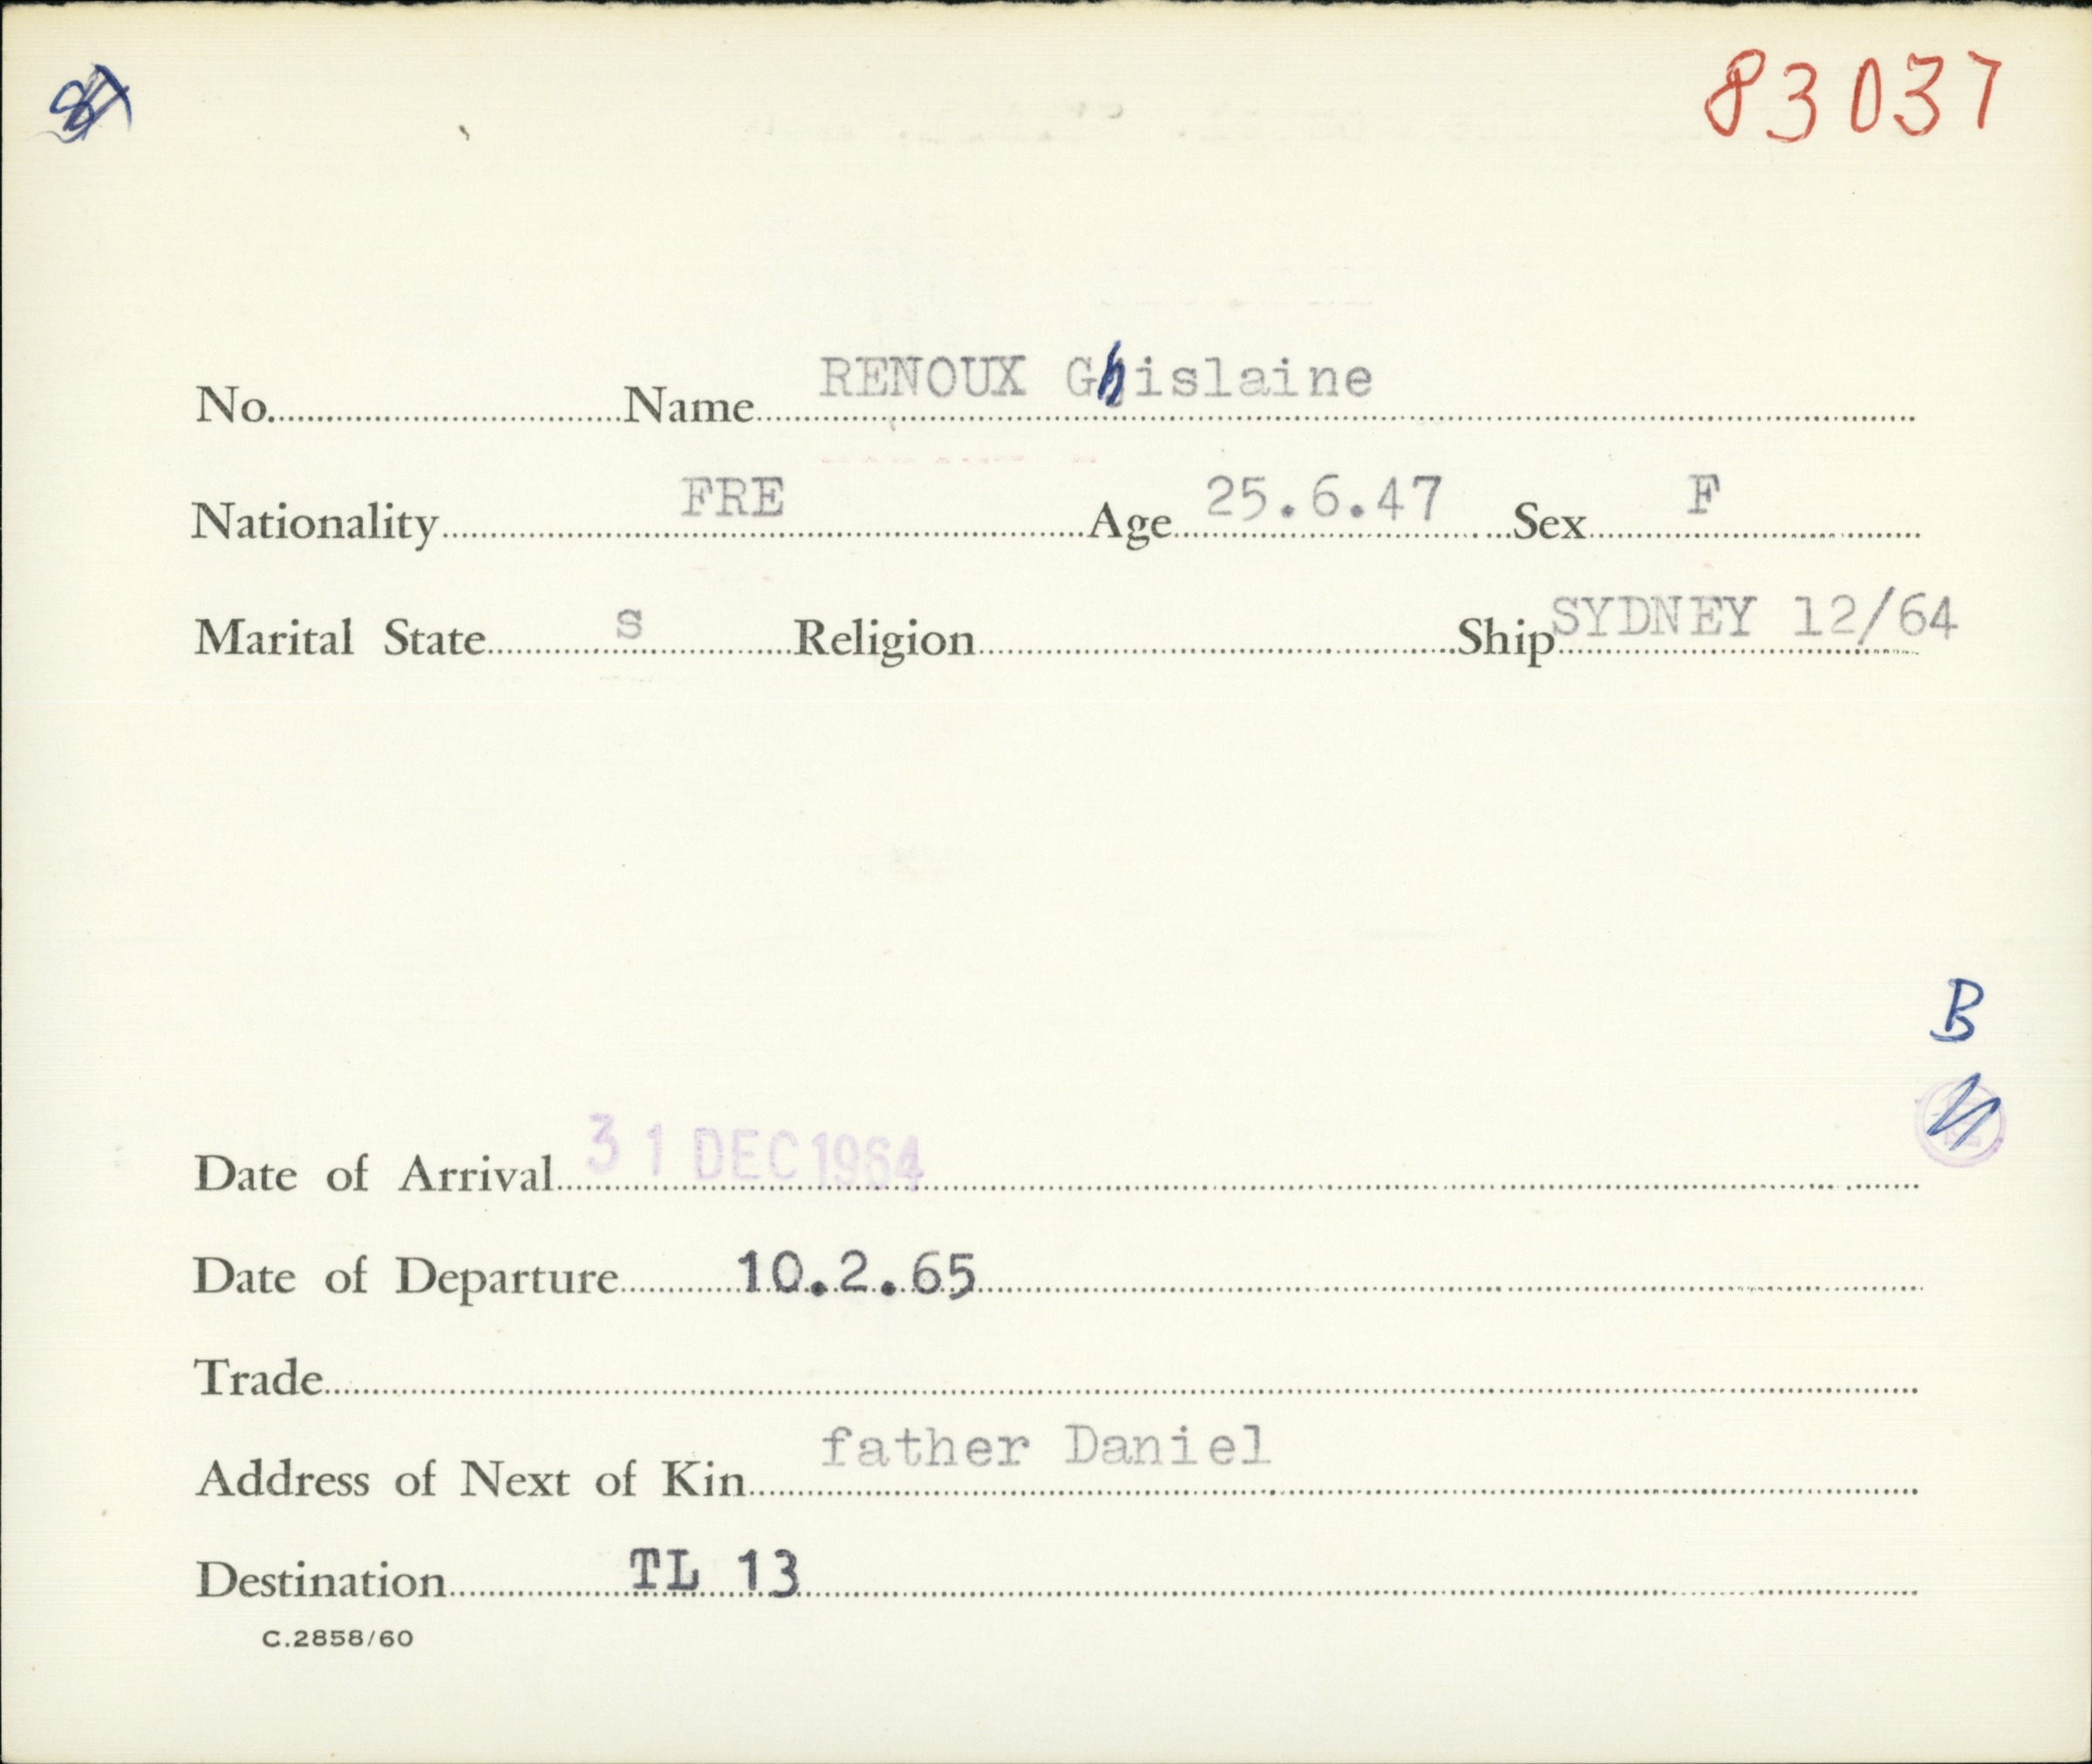 83037
No. Name RENOUX Ghislaine
Nationality FRE Age 25.6.47 Sex F
Marital State s Religion Ship SYDNEY 12/64
B
Date of Arrival 31 DEC 1964
Date of Departure 10.2.65
Trade
Address of Next of Kin father Daniel
Destination TL 13
C.2858/60